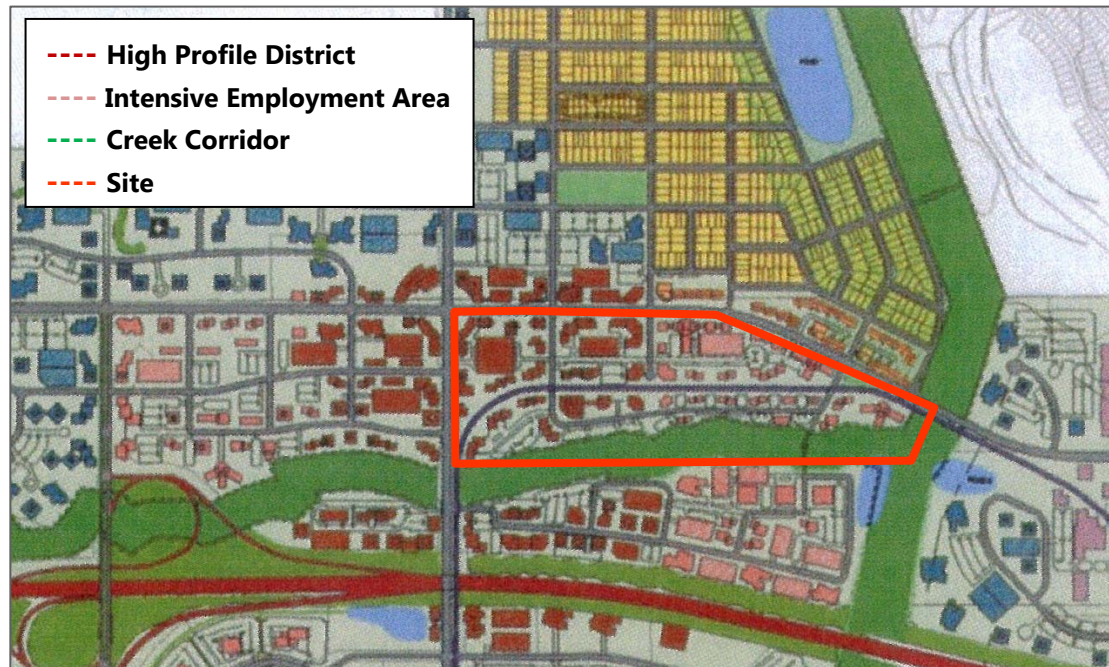 High Profile District
Intensive Employment Area
Creek Corridor
Site